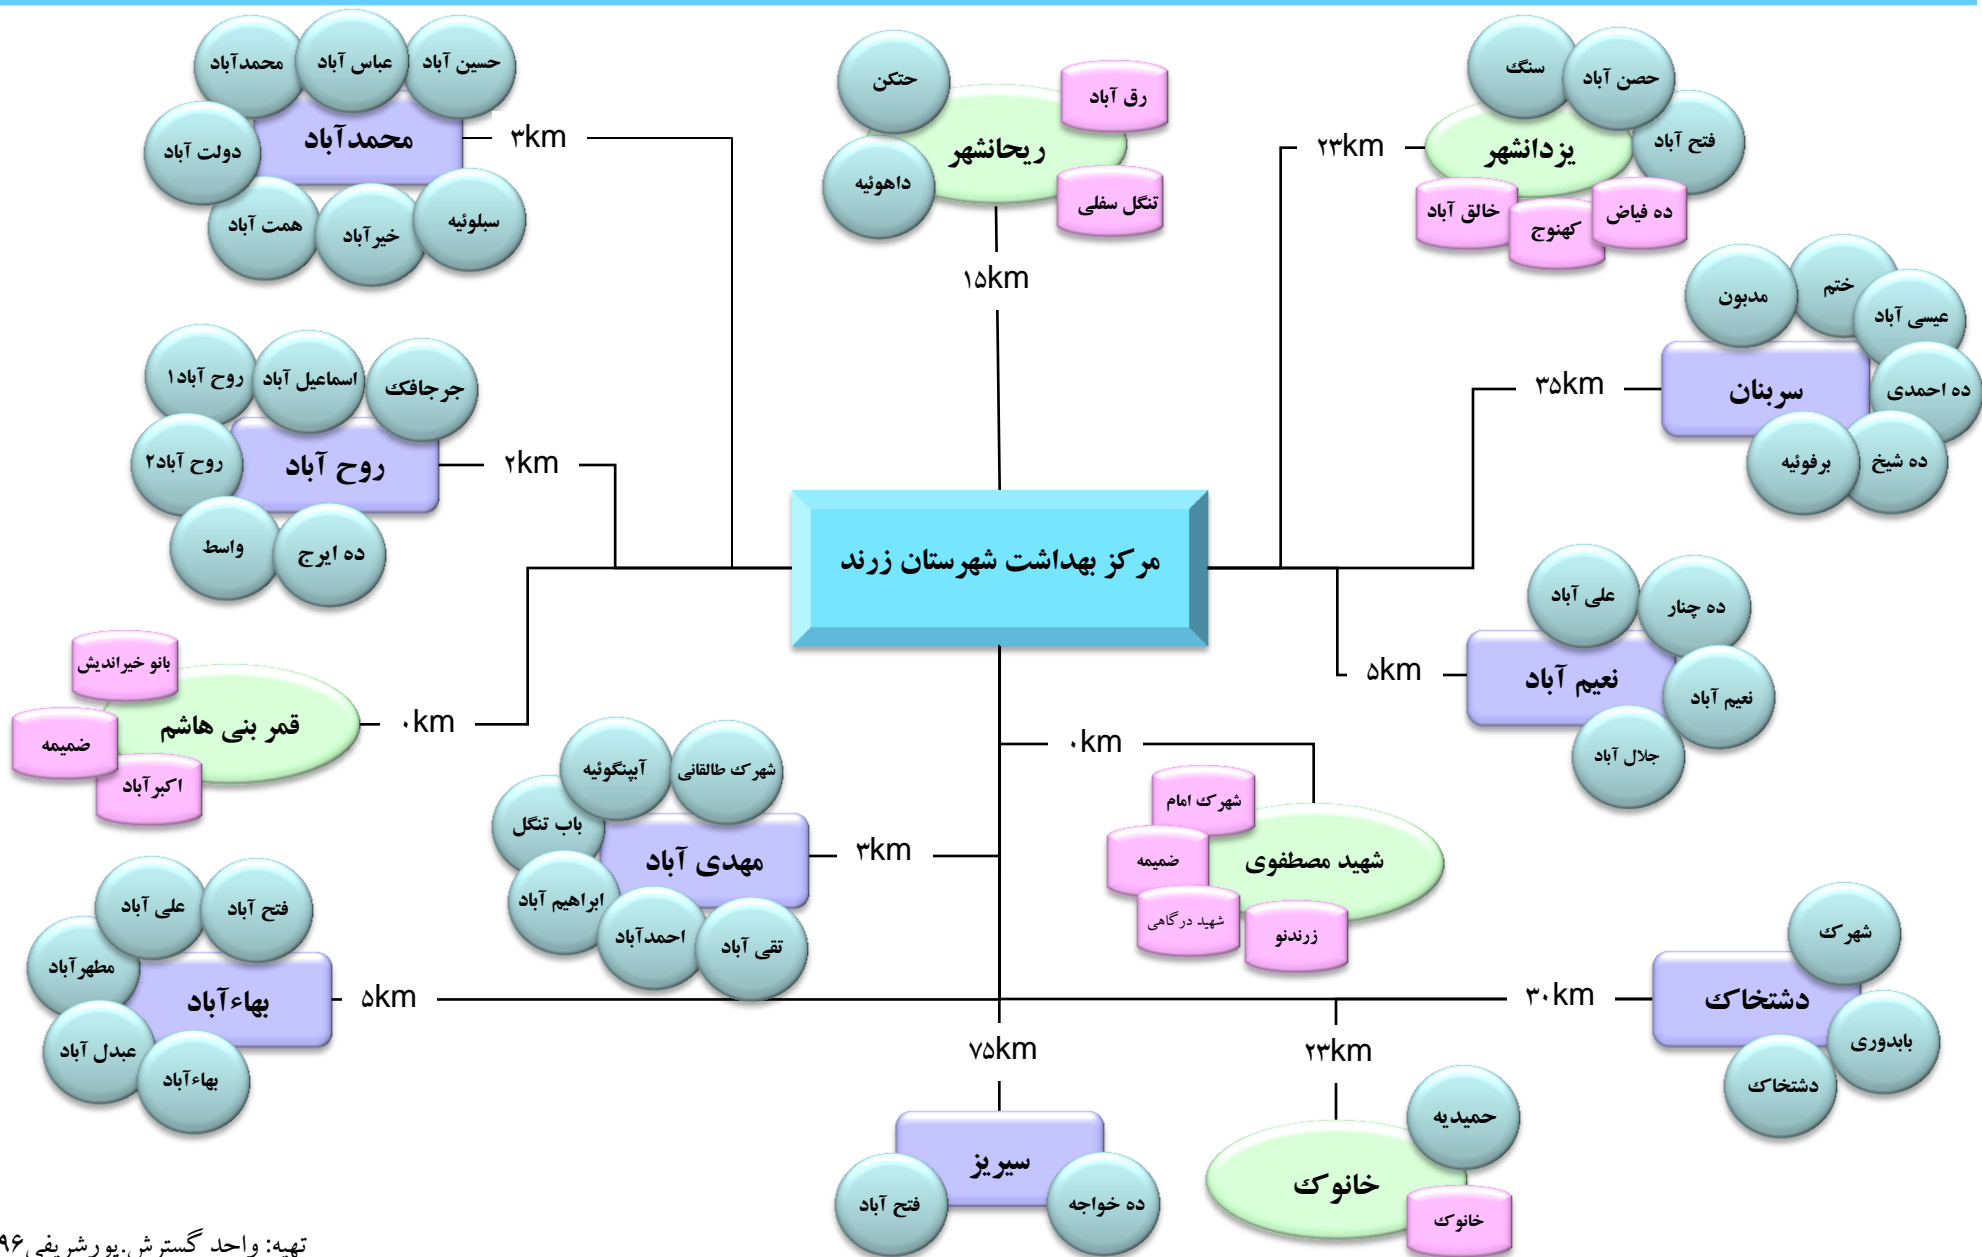 حسین آباد
عباس آباد
محمدآباد
دولت آباد
محمدآباد
۳km
همت آباد
خیرآباد
سبلوئیه
حتکن
رق آباد
ریحانشهر
داهوئیه
تنگل سفلی
۱۵km
سنگ
حصن آباد
فتح آباد
یزدانشهر
۲۳km
خالق آباد
کهنوج
ده فیاض
مدبون
ختم
عیسی آباد
ده احمدی
سربنان
۳۵km
برفوئیه
ده شیخ
روح آباد۱
اسماعیل آباد
جرجافک
روح آباد۲
روح آباد
۲km
واسط
ده ایرج
مرکز بهداشت شهرستان زرند
علی آباد
ده چنار
نعیم آباد
۵km
نعیم آباد
جلال آباد
بانو خیراندیش
قمر بنی هاشم
۰km
ضمیمه
اکبرآباد
آبپنگوئیه
شهرک طالقانی
باب تنگل
مهدی آباد
۳km
ابراهیم آباد
احمدآباد
تقی آباد
۰km
شهرک امام
ضمیمه
شهید مصطفوی
شهید درگاهی
زرندنو
علی آباد
فتح آباد
مطهرآباد
بهاءآباد
۵km
عبدل آباد
بهاءآباد
شهرک
دشتخاک
۳۰km
بابدوری
دشتخاک
۷۵km
سیریز
فتح آباد
ده خواجه
۲۳km
حمیدیه
خانوک
خانوک
تهیه: واحد گسترش.پورشریفی۹۶